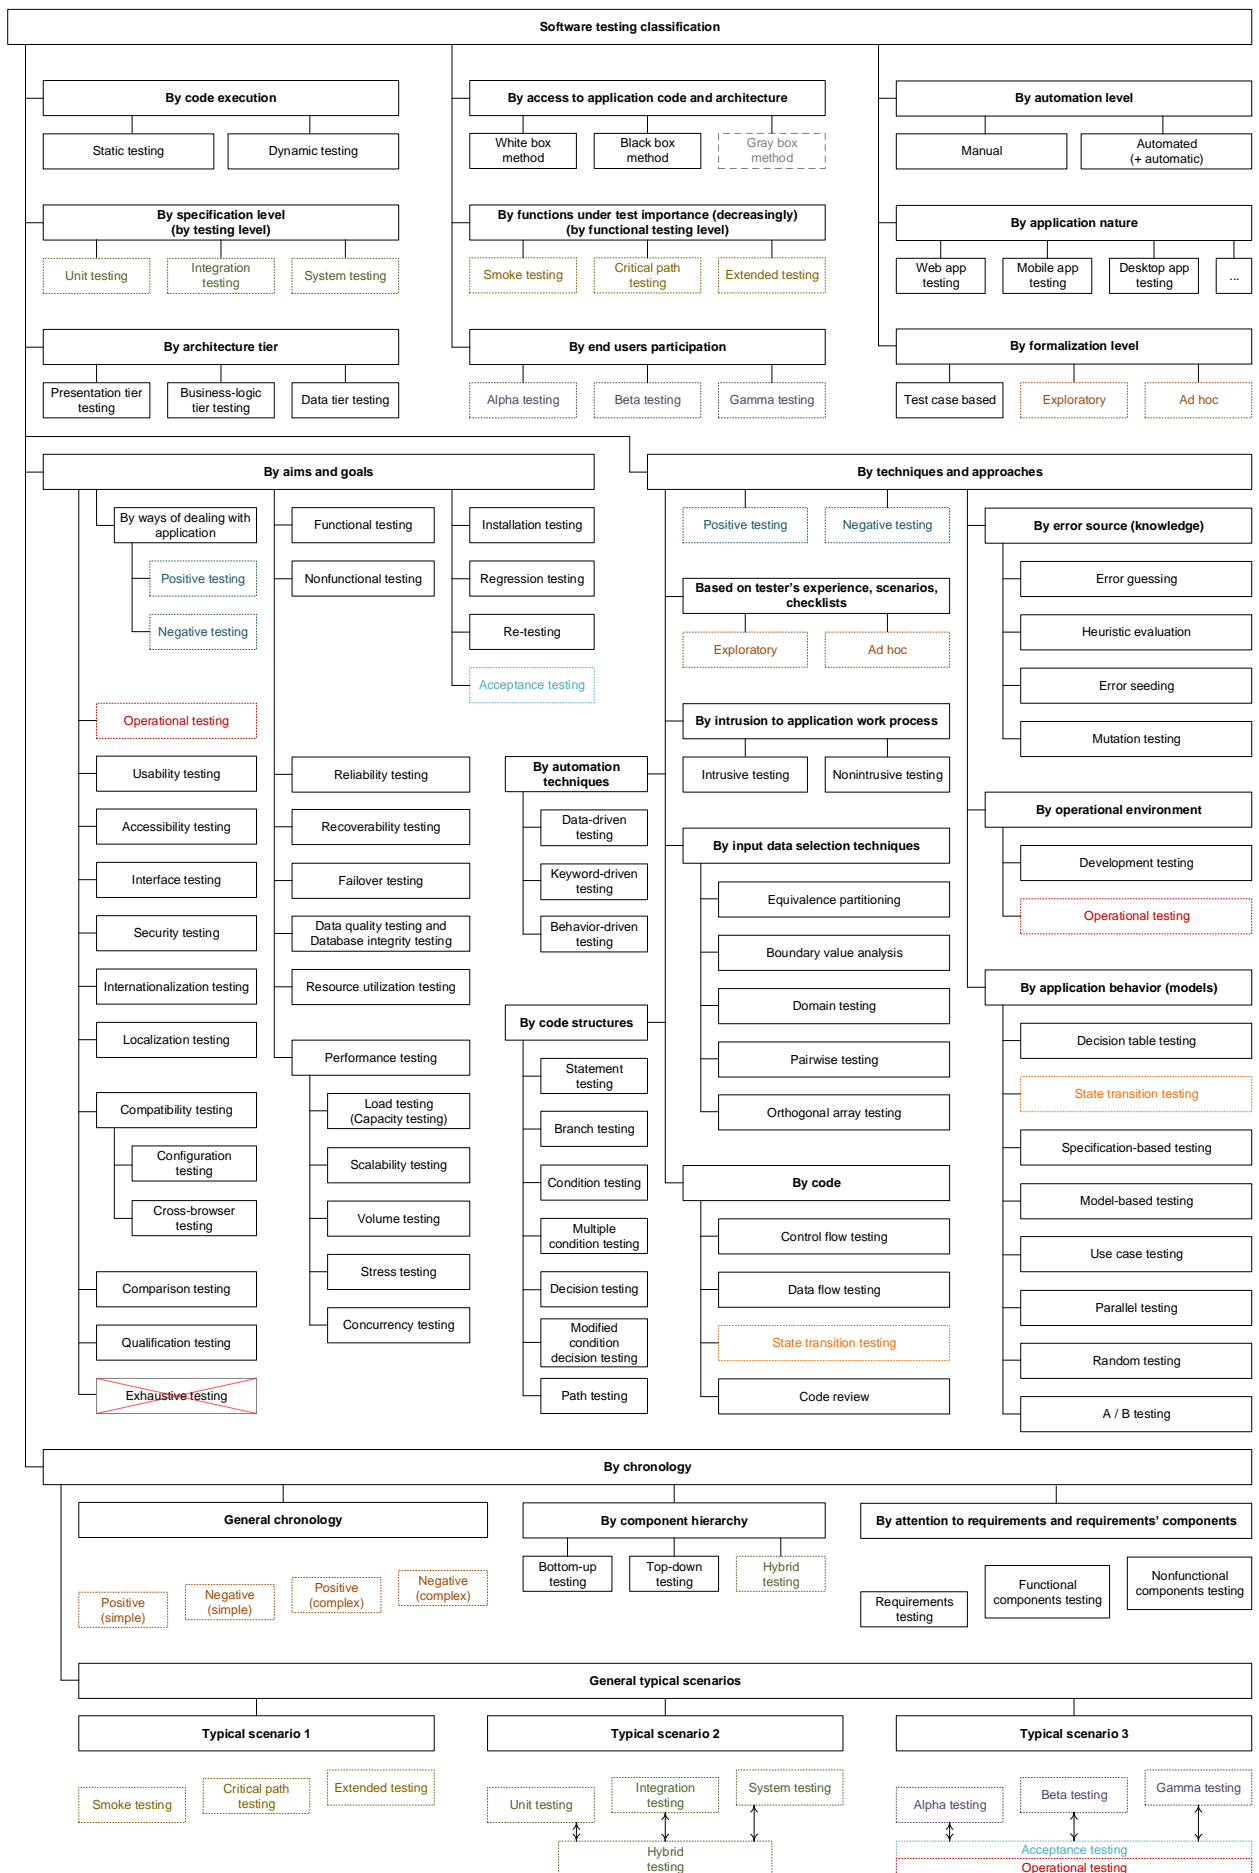 Software testing classification
By code execution
Static testing
Dynamic testing
By access to application code and architecture
White box
method
Black box
method
Gray box
method
By automation level
Manual
Automated
(+ automatic)
By specification level
(by testing level)
Unit testing
Integration
testing
System testing
By functions under test importance (decreasingly)
(by functional testing level)
Smoke testing
Critical path
testing
Extended testing
By application nature
Web app
testing
Mobile app
testing
Desktop app
testing
...
By architecture tier
Presentation tier
testing
Business-logic
tier testing
Data tier testing
By end users participation
Alpha testing
Beta testing
Gamma testing
By formalization level
Test case based
Exploratory
Ad hoc
By aims and goals
By ways of dealing with
application
Positive testing
Negative testing
Operational testing
Usability testing
Accessibility testing
Interface testing
Security testing
Internationalization testing
Localization testing
Compatibility testing
Configuration
testing
Cross-browser
testing
Comparison testing
Qualification testing
Exhaustive testing
Functional testing
Nonfunctional testing
Reliability testing
Recoverability testing
Failover testing
Data quality testing and
Database integrity testing
Resource utilization testing
Performance testing
Load testing
(Capacity testing)
Scalability testing
Volume testing
Stress testing
Concurrency testing
Installation testing
Regression testing
Re-testing
Acceptance testing
By techniques and approaches
Positive testing
Negative testing
Based on tester's experience, scenarios,
checklists
Exploratory
Ad hoc
By intrusion to application work process
Intrusive testing
Nonintrusive testing
By automation
techniques
Data-driven
testing
Keyword-driven
testing
Behavior-driven
testing
By input data selection techniques
Equivalence partitioning
Boundary value analysis
Domain testing
Pairwise testing
Orthogonal array testing
By code structures
Statement
testing
Branch testing
Condition testing
Multiple
condition testing
Decision testing
Modified
condition
decision testing
Path testing
By code
Control flow testing
Data flow testing
State transition testing
Code review
By error source (knowledge)
Error guessing
Heuristic evaluation
Error seeding
Mutation testing
By operational environment
Development testing
Operational testing
By application behavior (models)
Decision table testing
State transition testing
Specification-based testing
Model-based testing
Use case testing
Parallel testing
Random testing
A / B testing
By chronology
General chronology
Positive
(simple)
Negative
(simple)
Positive
(complex)
Negative
(complex)
By component hierarchy
Bottom-up
testing
Top-down
testing
Hybrid
testing
By attention to requirements and requirements' components
Requirements
testing
Functional
components testing
Nonfunctional
components testing
General typical scenarios
Typical scenario 1
Smoke testing
Critical path
testing
Extended testing
Typical scenario 2
Unit testing
Integration
testing
System testing
Hybrid
testing
Typical scenario 3
Alpha testing
Beta testing
Gamma testing
Acceptance testing
Operational testing